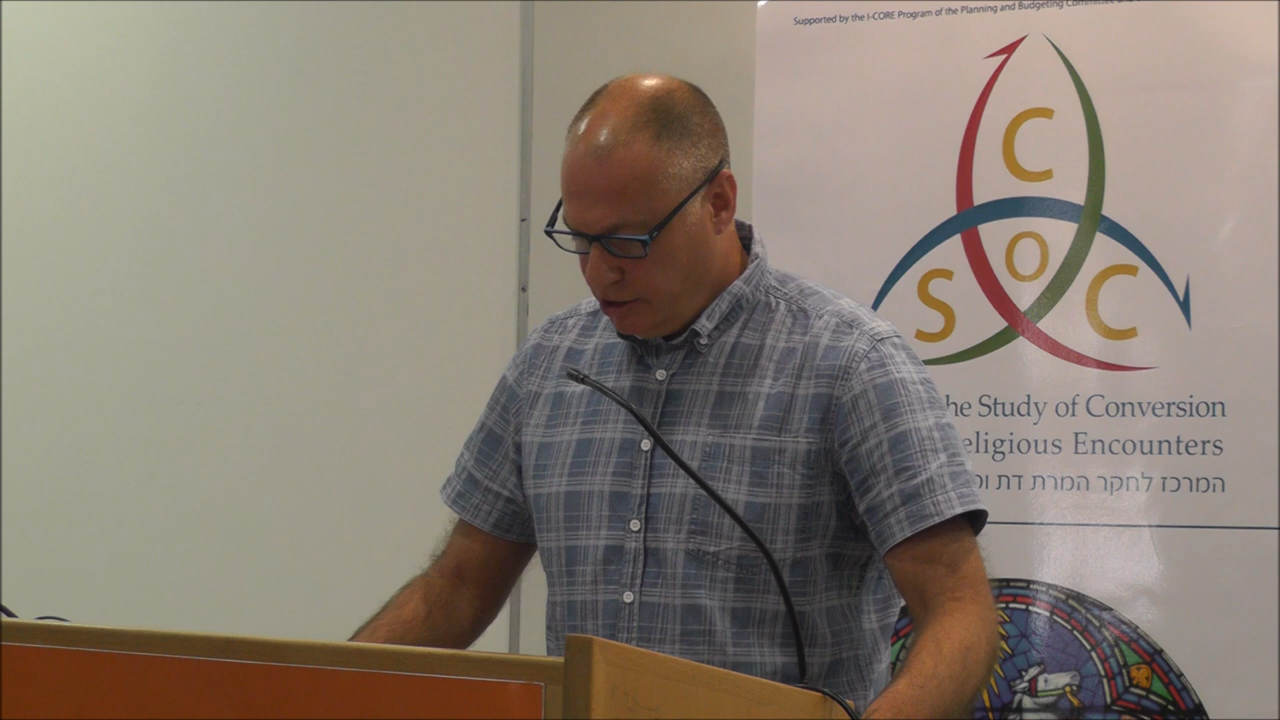 Supported by the I-CORE Program of the Planning and Budgeting Committee and
C
S O C
he Study of Conversion
eligious Encounters
המרכז לחקר המרת דת